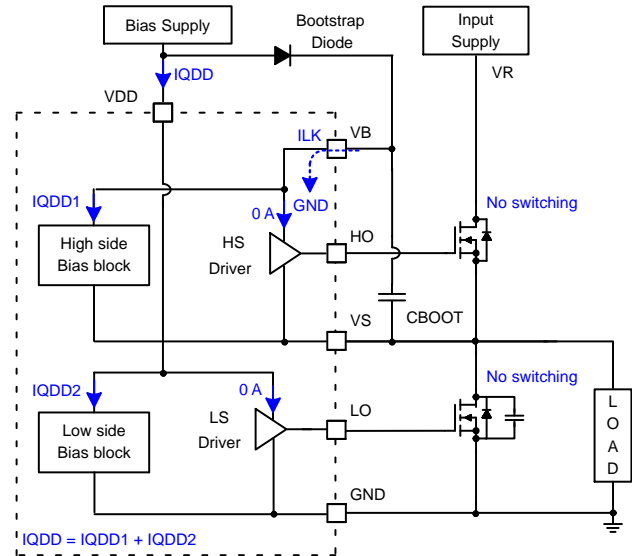 Bias Supply
Bootstrap
Diode
Input
Supply
VR
IQDD
VDD
ILK
VB
GND
IQDD1
0 A
No switching
High side
Bias block
HS
Driver
HO
CBOOT
VS
IQDD2
0 A
No switching
LO
Low side
Bias block
LS
Driver
L
O
A
D
GND
IQDD = IQDD1 + IQDD2